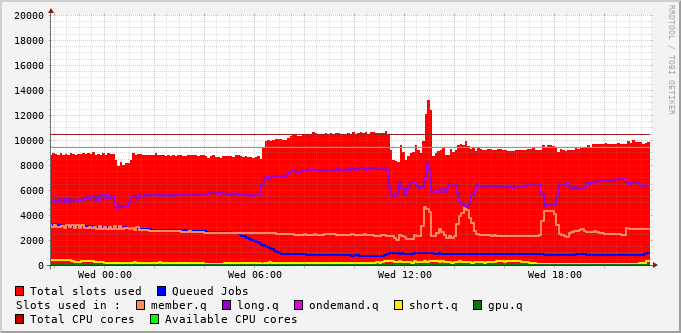 20000
18000
16000
14000
12000
10000
8000
6000
4000
2000
0
Wed 00:00 Wed 06:00 Wed 12:00 Wed 18:00
RRDTOOL / TOBI OETIKER
Total slots used Queued Jobs
Slots used in : member.q long.q ondemand.q short.q gpu.q
Total CPU cores Available CPU cores